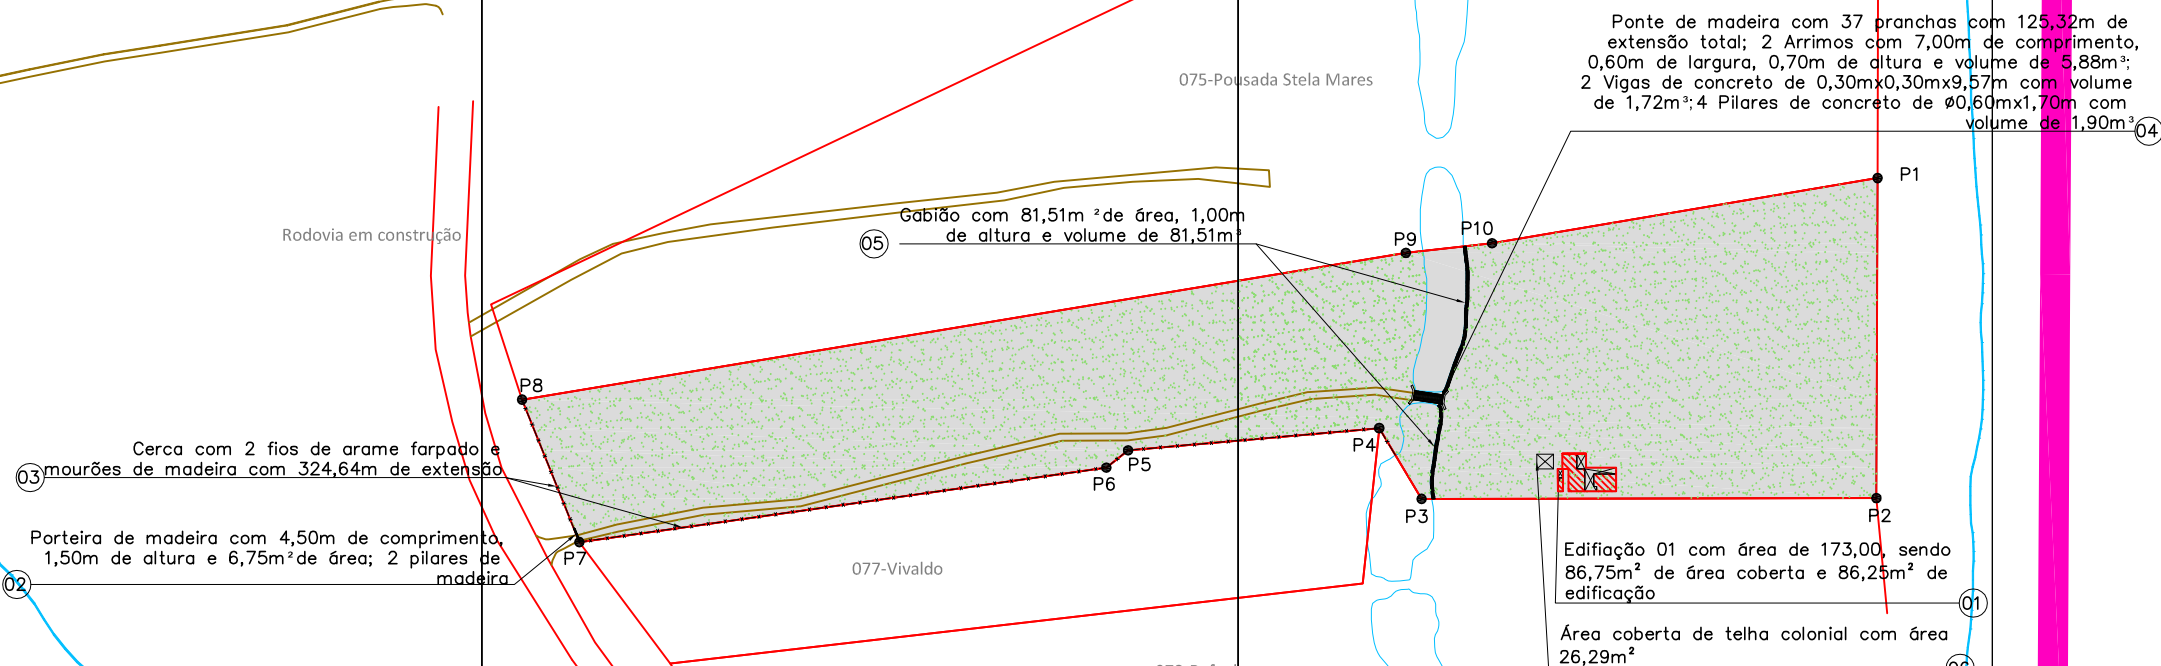 Ponte de madeira com 37 pranchas com 125,32m de
extensão total; 2 Arrimos com 7,00m de comprimento,
0,60m de largura, 0,70m de altura e volume de 5,88m³;
2 Vigas de concreto de 0,30mx0,30mx9,57m com volume
de 1,72m³; 4 Pilares de concreto de Ø0,60mx1,70m com
volume de 1,90m³
04
075-Pousada Stela Mares
P1
Gabião com 81,51m² de área, 1,00m
de altura e volume de 81,51m³
05
Rodovia em construção
P9
P10
P8
Cerca com 2 fios de arame farpado e
mourões de madeira com 324,64m de extensão
03
P4
P5
P6
P3
P2
Porteira de madeira com 4,50m de comprimento,
1,50m de altura e 6,75m² de área; 2 pilares de
madeira
02
P7
077-Vivaldo
Edifiação 01 com área de 173,00, sendo
86,75m² de área coberta e 86,25m² de
edificação
01
Área coberta de telha colonial com área
26,29m²